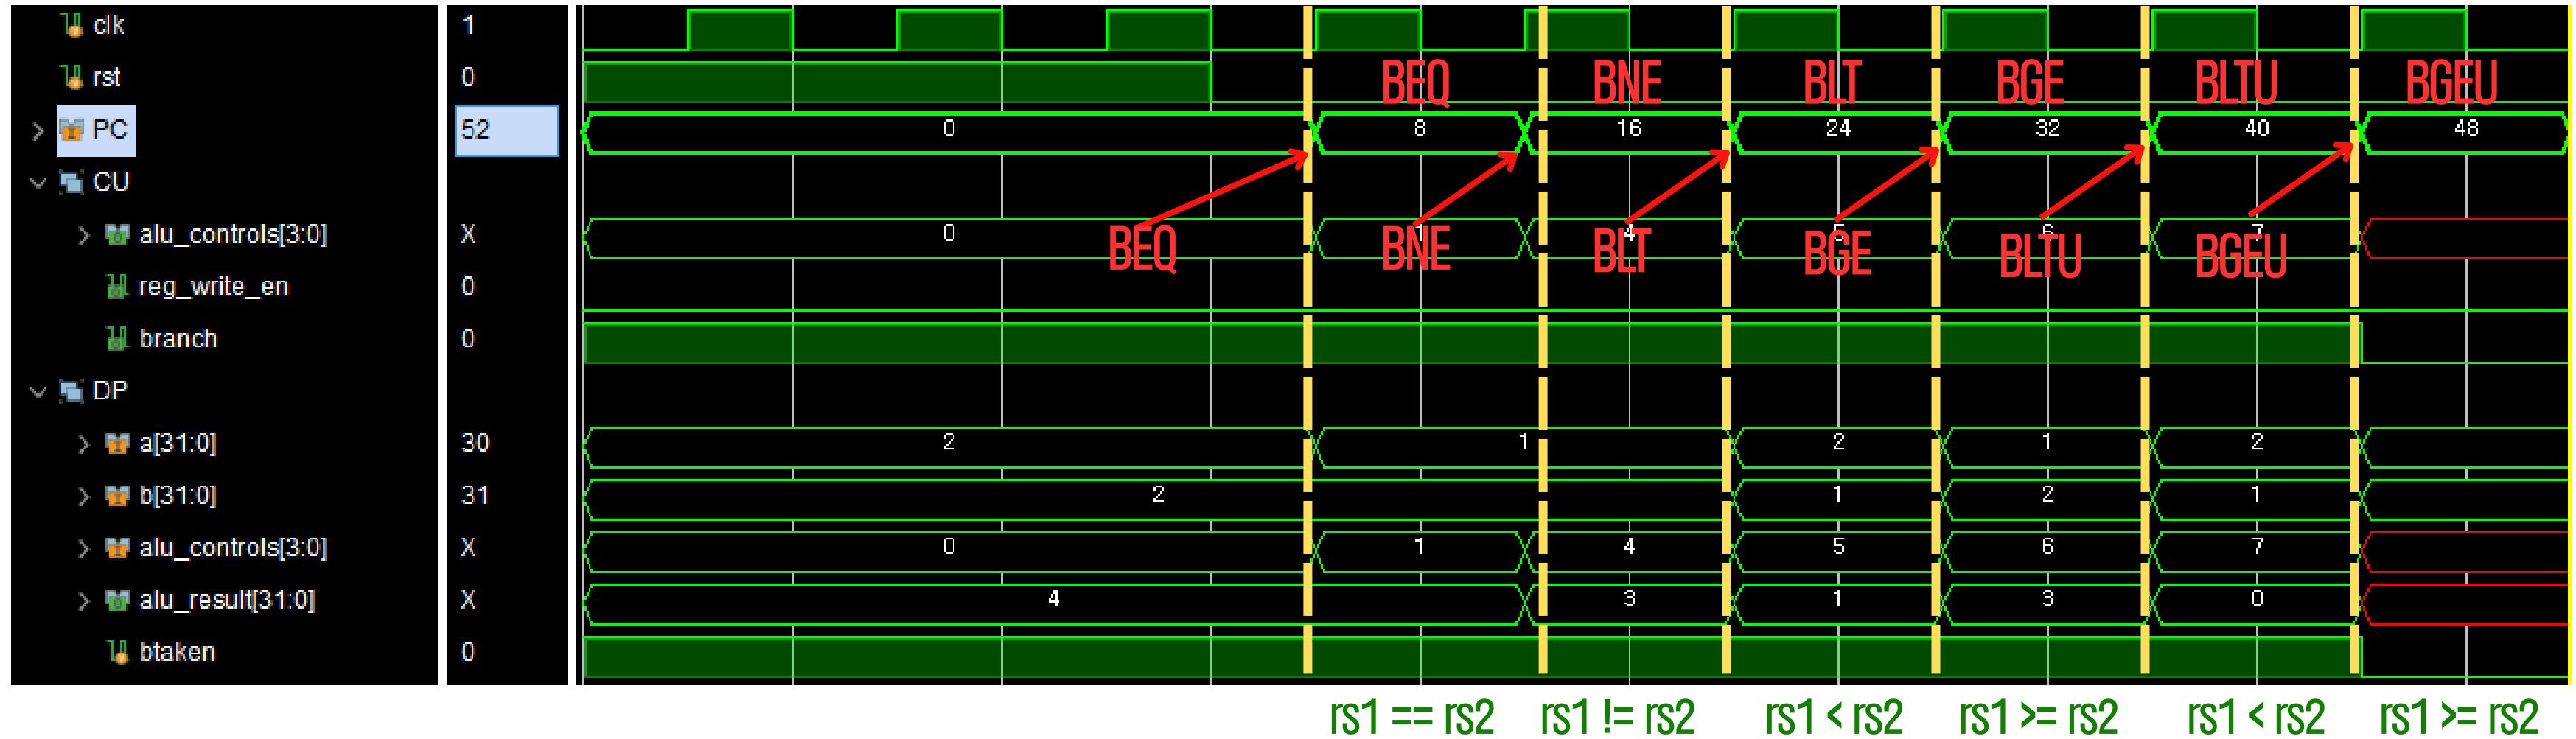 clk 1
rst 0 BEQ BNE BLT BGE BLTU BGEU
PC 52 0 8 16 24 32 40 48
CU
alu_controls[3:0] X 0 4 5 6 7
BEQ BNE BLT BGE BLTU BGEU
reg_write_en 0
branch 0
DP
a[31:0] 30 2 1 2 1 2
b[31:0] 31 2 1 2 1
alu_controls[3:0] X 0 1 4 5 6 7
alu_result[31:0] X 4 3 1 3 0
btaken 0
rs1 == rs2 rs1 != rs2 rs1 < rs2 rs1 >= rs2 rs1 < rs2 rs1 >= rs2